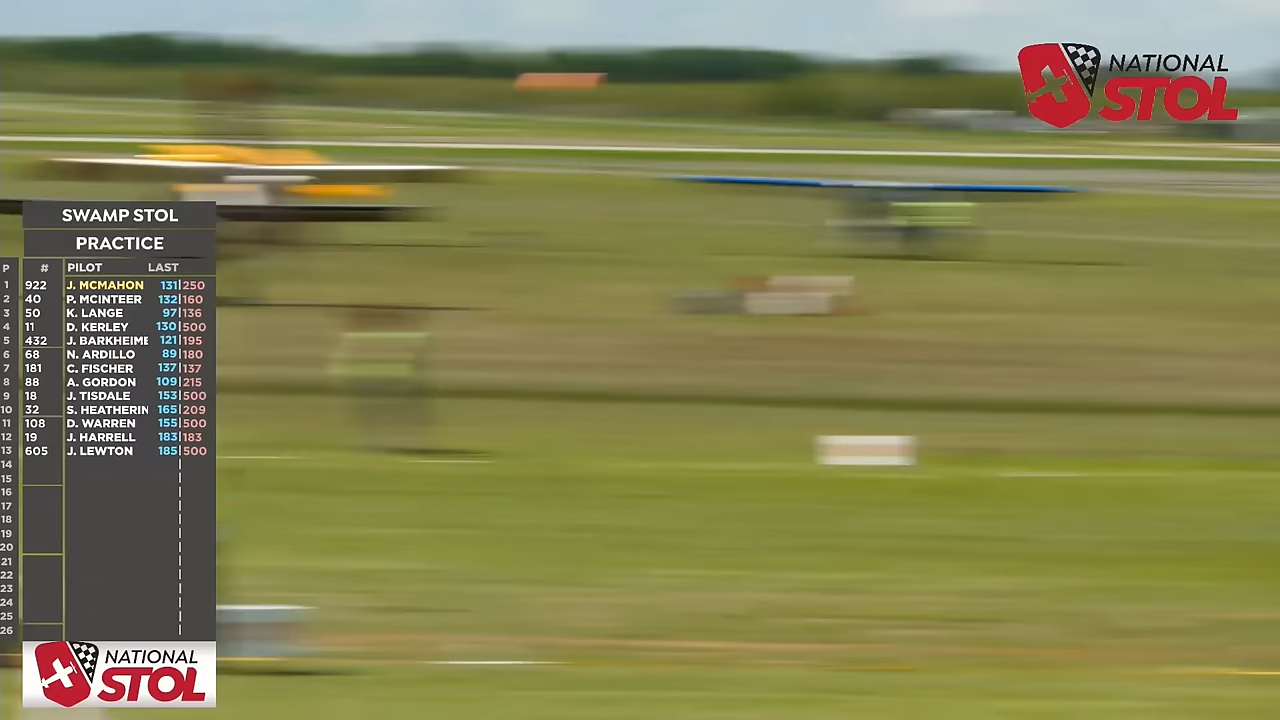 NATIONAL
STOL
SWAMP STOL
PRACTICE
P # PILOT LAST
1 922 J. MCMAHON 131 250
2 40 P. MCINTEER 132 160
3 50 K. LANGE 97 136
4 11 D. KERLEY 130 500
5 432 J. BARKHEIME 121 195
6 68 N. ARDILLO 89 180
7 181 C. FISCHER 137 137
8 88 A. GORDON 109 215
9 18 J. TISDALE 153 500
10 32 S. HEATHERIN 165 209
11 108 D. WARREN 155 500
12 19 J. HARRELL 183 183
13 605 J. LEWTON 185 500
14
15
16
17
18
19
20
21
22
23
24
25
26
NATIONAL
STOL